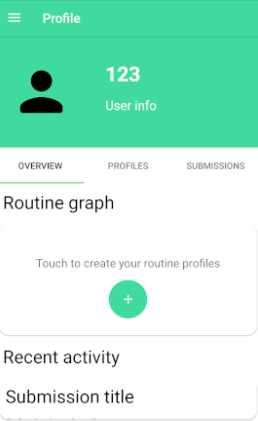 Profile
123
User info
OVERVIEW PROFILES SUBMISSIONS
Routine graph
Touch to create your routine profiles
+
Recent activity
Submission title